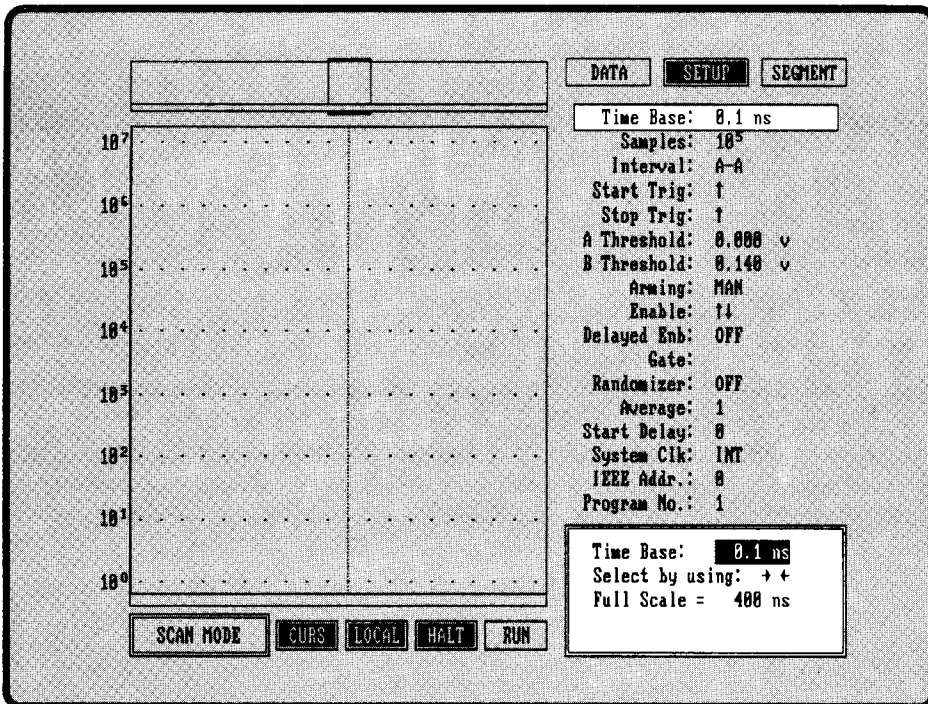 DATA SETUP SEGMENT
Time Base: 0.1 ns
Samples: 10⁵
Interval: A-A
Start Trig: ↑
Stop Trig: ↑
A Threshold: 0.000 v
B Threshold: 0.140 v
Arming: MAN
Enable: ↑↓
Delayed Enb: OFF
Gate:
Randomizer: OFF
Average: 1
Start Delay: 0
System Clk: INT
IEEE Addr.: 0
Program No.: 1
10⁷
10⁶
10⁵
10⁴
10³
10²
10¹
10⁰
Time Base: 0.1 ns
Select by using: → ←
Full Scale = 400 ns
SCAN MODE CURS LOCAL HALT RUN